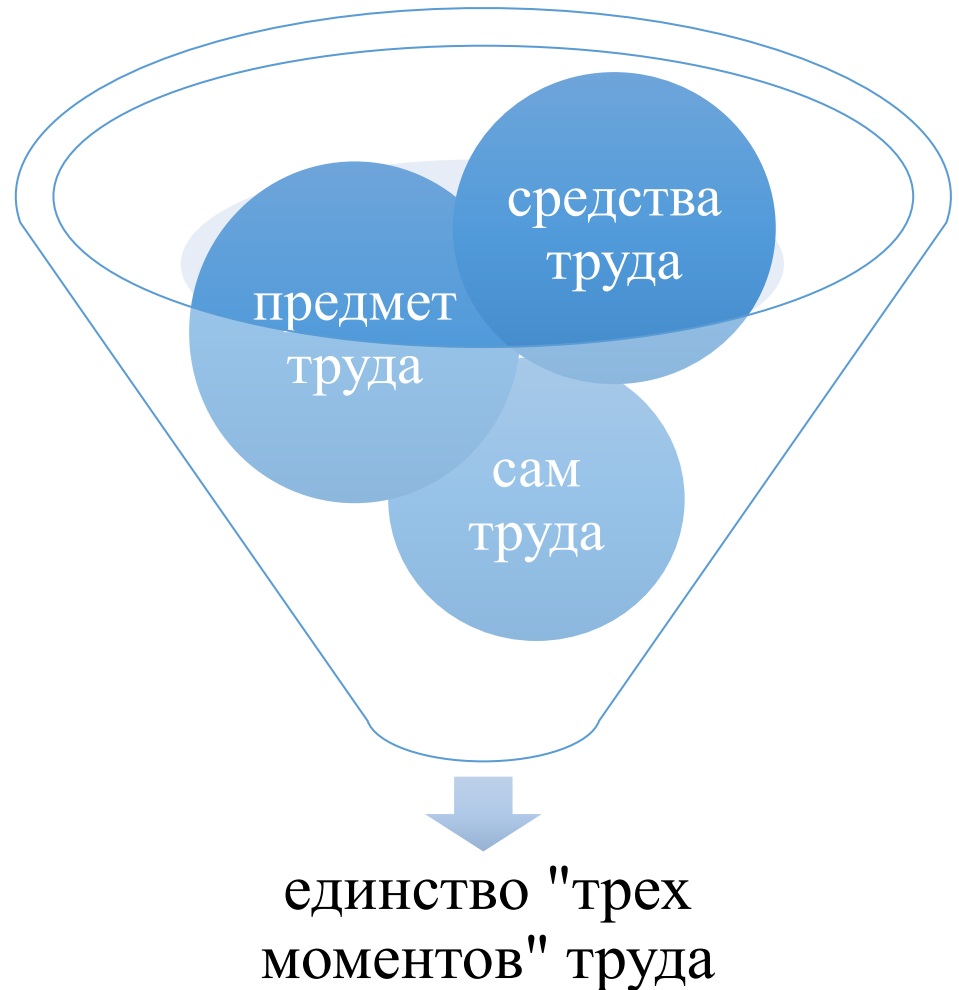 средства
труда
предмет
труда
сам
труда
единство "трех
моментов" труда